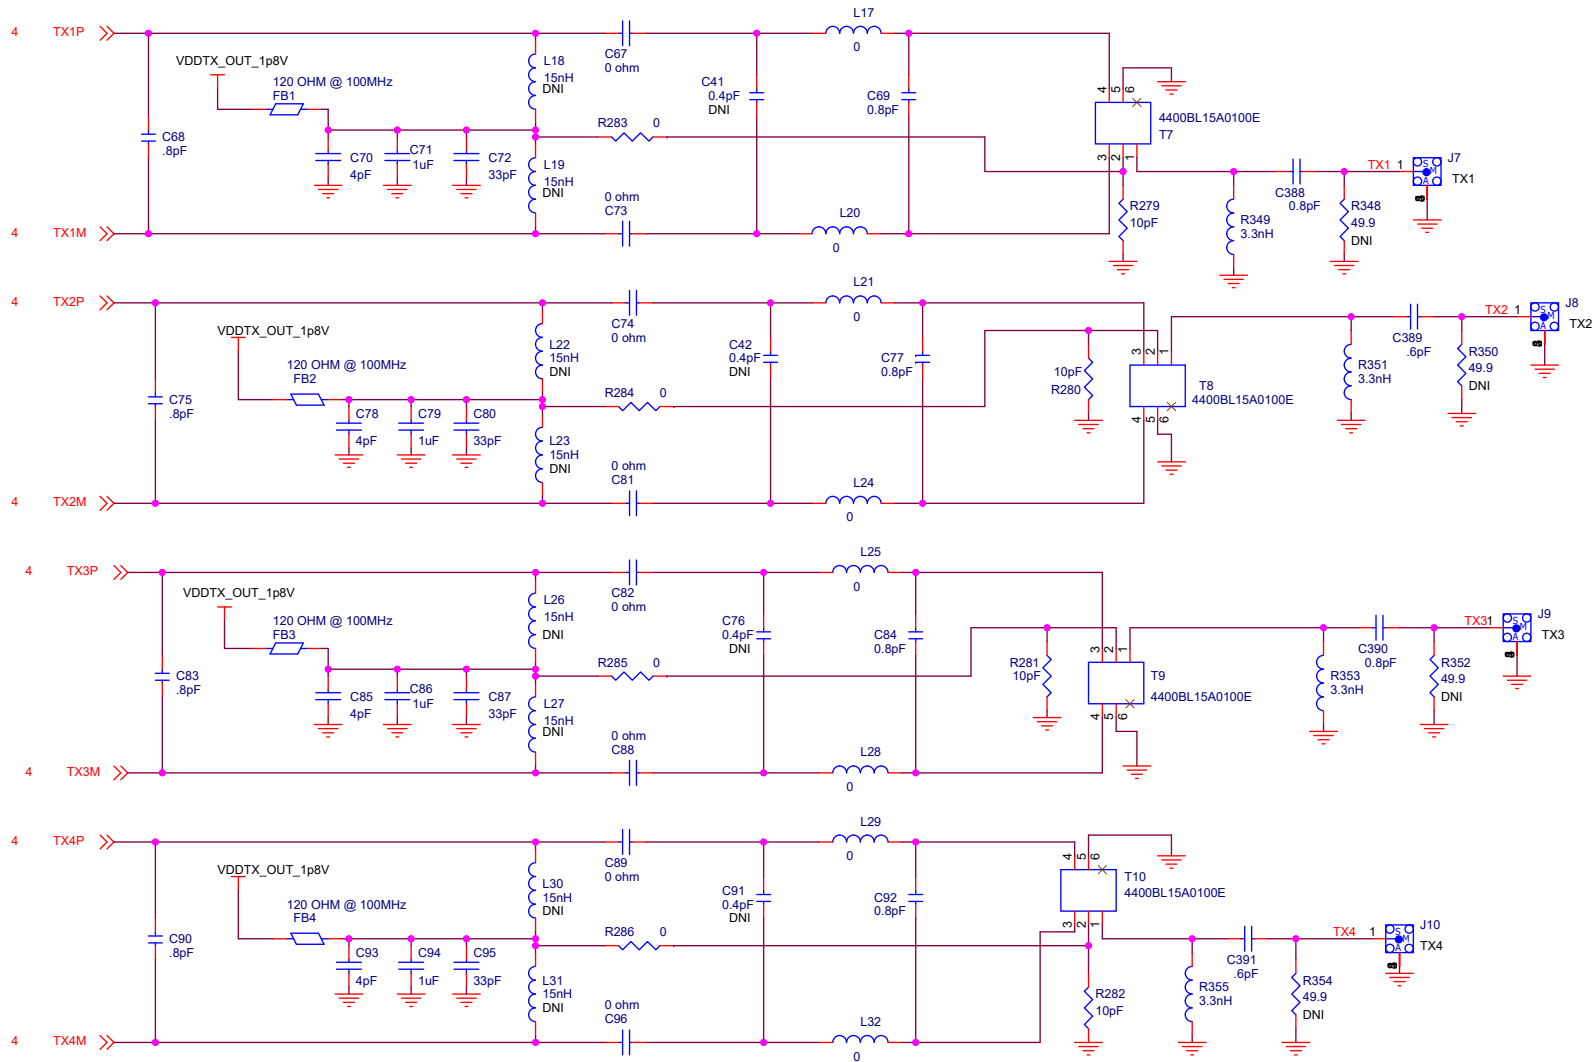 4 TX1P
VDDTX_OUT_1p8V
120 OHM @ 100MHz
FB1
C68
.8pF
C70
4pF
C71
1uF
C72
33pF
L18
15nH
DNI
L19
15nH
DNI
C67
0 ohm
R283 0
0 ohm
C73
C41
0.4pF
DNI
L17
0
C69
0.8pF
L20
0
4 5 6
4400BL15A0100E
T7
3 2 1
R279
10pF
R349
3.3nH
C388
0.8pF
R348
49.9
DNI
TX1 1
J7
S
M
A
TX1
4 TX1M
4 TX2P
VDDTX_OUT_1p8V
120 OHM @ 100MHz
FB2
C75
.8pF
C78
4pF
C79
1uF
C80
33pF
L22
15nH
DNI
L23
15nH
DNI
C74
0 ohm
R284 0
0 ohm
C81
C42
0.4pF
DNI
L21
0
C77
0.8pF
L24
0
10pF
R280
3 2 1
T8
4400BL15A0100E
4 5 6
R351
3.3nH
C389
.6pF
R350
49.9
DNI
TX2 1
J8
S
M
A
TX2
4 TX2M
4 TX3P
VDDTX_OUT_1p8V
120 OHM @ 100MHz
FB3
C83
.8pF
C85
4pF
C86
1uF
C87
33pF
L26
15nH
DNI
L27
15nH
DNI
C82
0 ohm
R285 0
0 ohm
C88
C76
0.4pF
DNI
L25
0
C84
0.8pF
L28
0
R281
10pF
3 2 1
T9
4400BL15A0100E
4 5 6
R353
3.3nH
C390
0.8pF
R352
49.9
DNI
TX3 1
J9
S
M
A
TX3
4 TX3M
4 TX4P
VDDTX_OUT_1p8V
120 OHM @ 100MHz
FB4
C90
.8pF
C93
4pF
C94
1uF
C95
33pF
L30
15nH
DNI
L31
15nH
DNI
C89
0 ohm
R286 0
0 ohm
C96
C91
0.4pF
DNI
L29
0
C92
0.8pF
L32
0
4 5 6
T10
4400BL15A0100E
3 2 1
R282
10pF
R355
3.3nH
C391
.6pF
R354
49.9
DNI
TX4 1
J10
S
M
A
TX4
4 TX4M